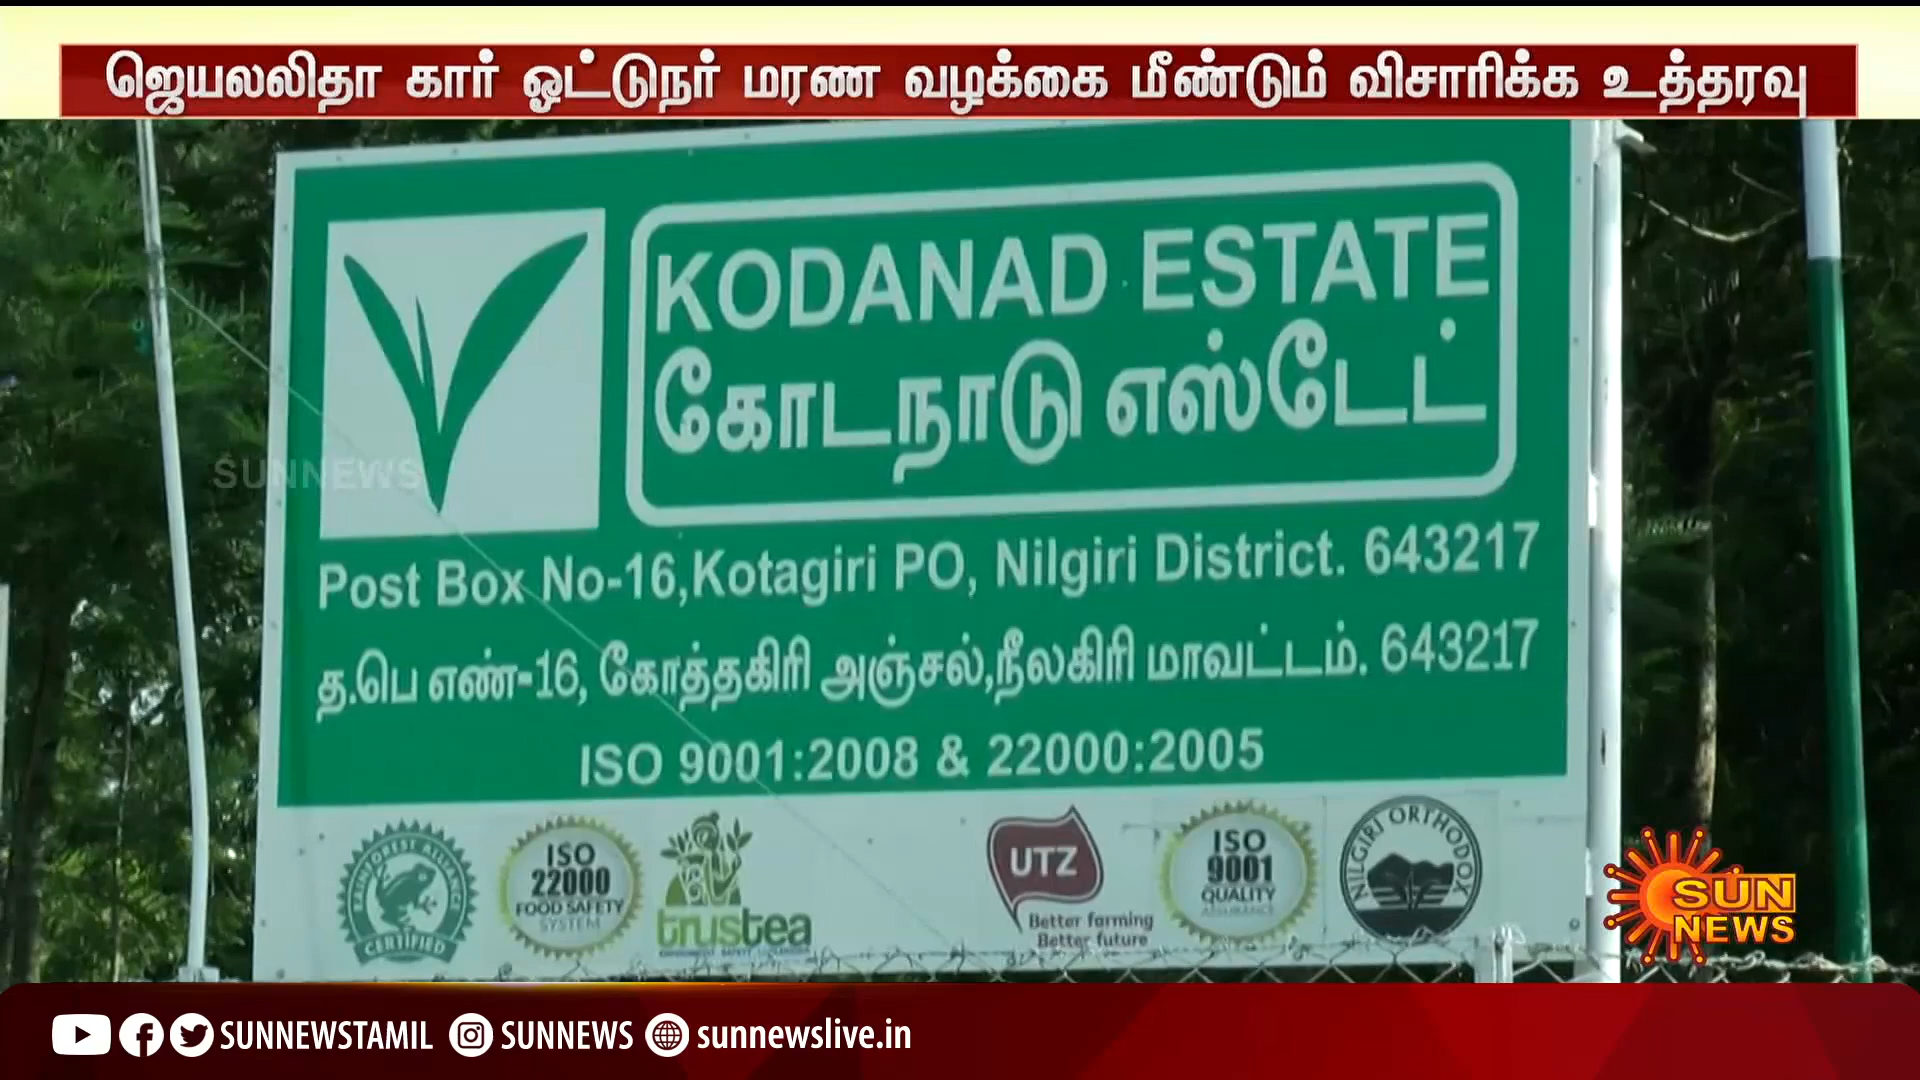 ஜெயலலிதா கார் ஓட்டுநர் மரண வழக்கை மீண்டும் விசாரிக்க உத்தரவு
KODANAD ESTATE
கோடநாடு எஸ்டேட்
SUNNEWS
Post Box No-16,Kotagiri PO, Nilgiri District. 643217
த.பெ எண்-16, கோத்தகிரி அஞ்சல்,நீலகிரி மாவட்டம். 643217
ISO 9001:2008 & 22000:2005
RAINFOREST ALLIANCE
CERTIFIED
ISO
22000
FOOD SAFETY
SYSTEM
trustea
UTZ
Better farming
Better future
ISO
9001
QUALITY
ASSURANCE
NILGIRI ORTHODOX
SUN
NEWS
SUNNEWSTAMIL SUNNEWS sunnewslive.in